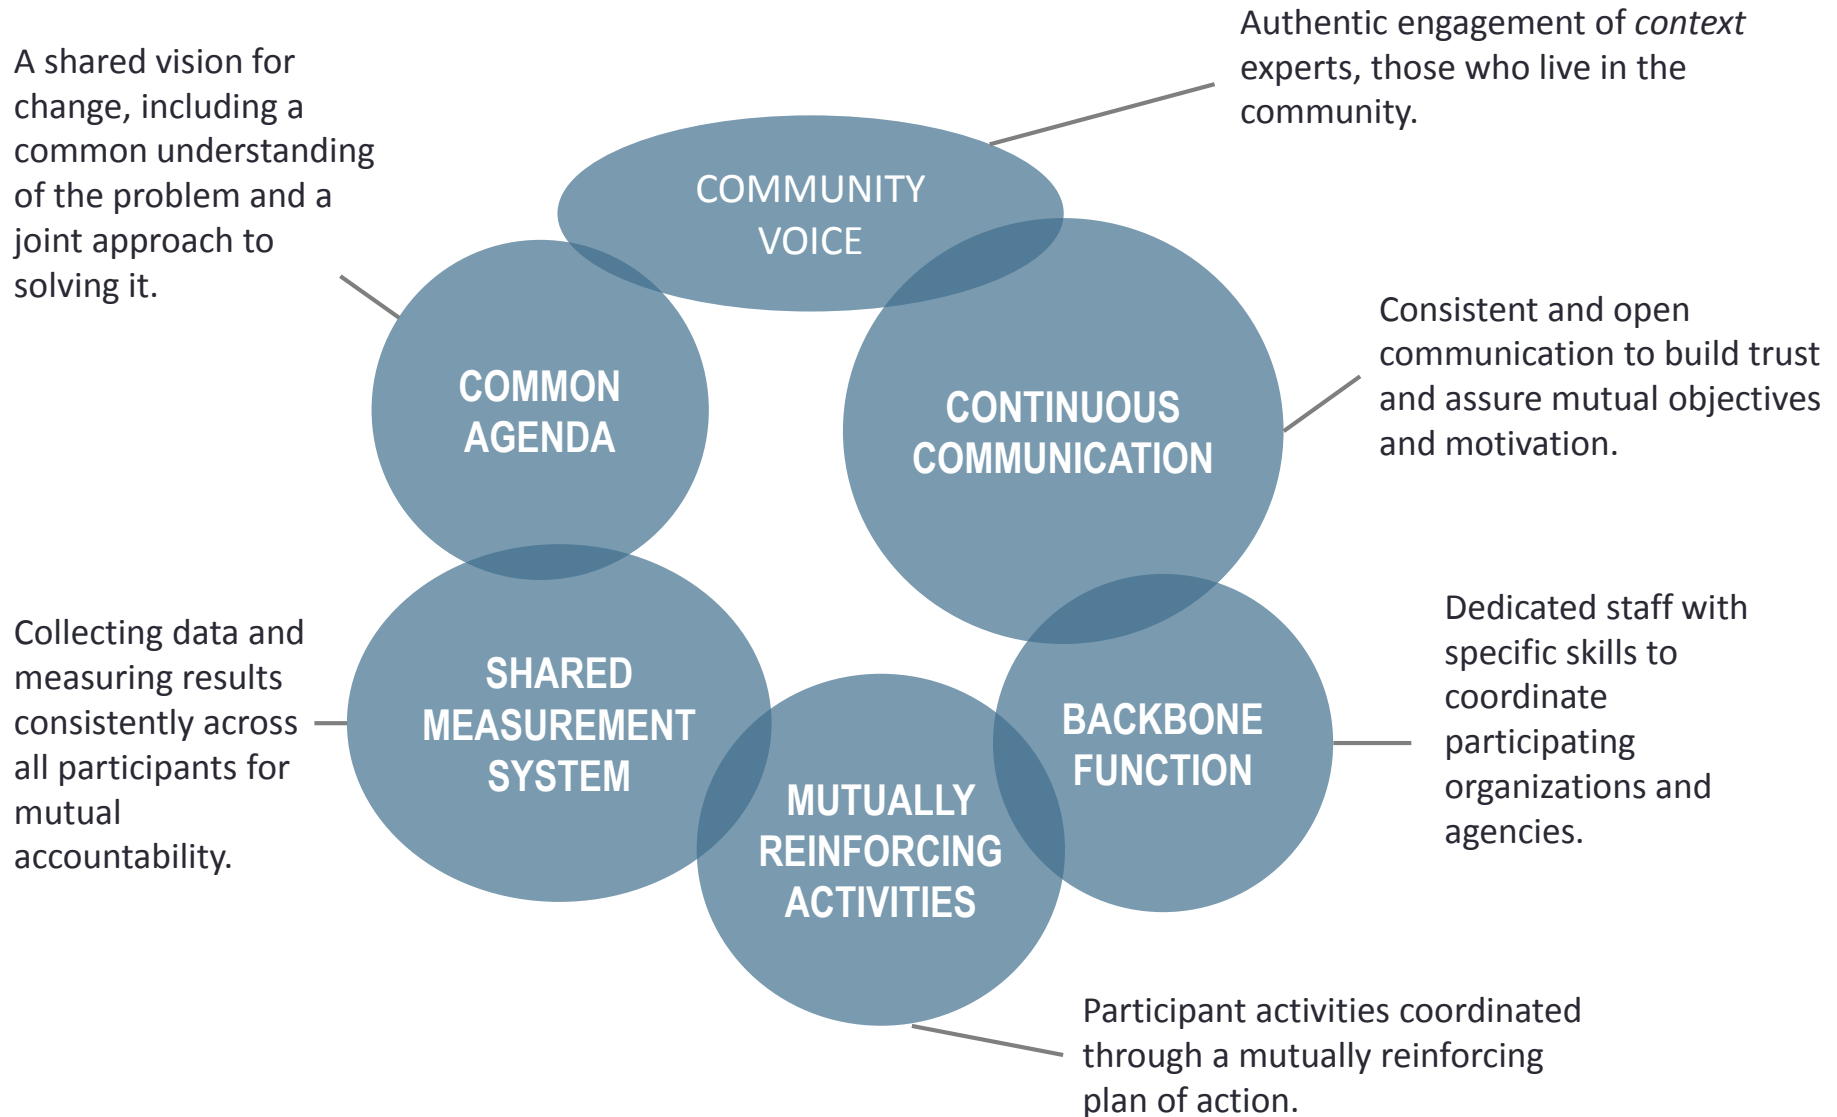 Authentic engagement of context
experts, those who live in the
community.
A shared vision for
change, including a
common understanding
of the problem and a
joint approach to
solving it.
COMMUNITY
VOICE
COMMON
AGENDA
CONTINUOUS
COMMUNICATION
Consistent and open
communication to build trust
and assure mutual objectives
and motivation.
Collecting data and
measuring results
consistently across
all participants for
mutual
accountability.
SHARED
MEASUREMENT
SYSTEM
MUTUALLY
REINFORCING
ACTIVITIES
BACKBONE
FUNCTION
Dedicated staff with
specific skills to
coordinate
participating
organizations and
agencies.
Participant activities coordinated
through a mutually reinforcing
plan of action.